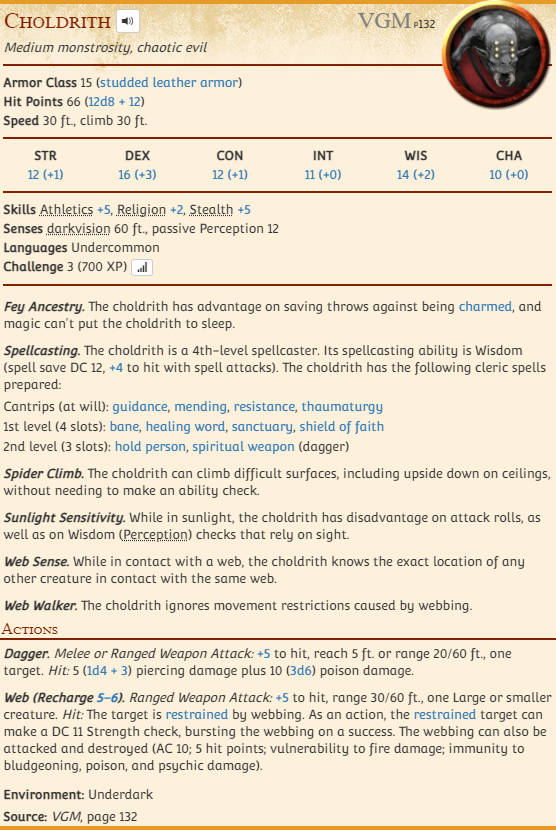 Choldrith VGM p132
Medium monstrosity, chaotic evil
Armor Class 15 (studded leather armor)
Hit Points 66 (12d8 + 12)
Speed 30 ft., climb 30 ft.
STR DEX CON INT WIS CHA
12 (+1) 16 (+3) 12 (+1) 11 (+0) 14 (+2) 10 (+0)
Skills Athletics +5, Religion +2, Stealth +5
Senses darkvision 60 ft., passive Perception 12
Languages Undercommon
Challenge 3 (700 XP)
Fey Ancestry. The choldrith has advantage on saving throws against being charmed, and
magic can't put the choldrith to sleep.
Spellcasting. The choldrith is a 4th-level spellcaster. Its spellcasting ability is Wisdom
(spell save DC 12, +4 to hit with spell attacks). The choldrith has the following cleric spells
prepared:
Cantrips (at will): guidance, mending, resistance, thaumaturgy
1st level (4 slots): bane, healing word, sanctuary, shield of faith
2nd level (3 slots): hold person, spiritual weapon (dagger)
Spider Climb. The choldrith can climb difficult surfaces, including upside down on ceilings,
without needing to make an ability check.
Sunlight Sensitivity. While in sunlight, the choldrith has disadvantage on attack rolls, as
well as on Wisdom (Perception) checks that rely on sight.
Web Sense. While in contact with a web, the choldrith knows the exact location of any
other creature in contact with the same web.
Web Walker. The choldrith ignores movement restrictions caused by webbing.
Actions
Dagger. Melee or Ranged Weapon Attack: +5 to hit, reach 5 ft. or range 20/60 ft., one
target. Hit: 5 (1d4 + 3) piercing damage plus 10 (3d6) poison damage.
Web (Recharge 5–6). Ranged Weapon Attack: +5 to hit, range 30/60 ft., one Large or smaller
creature. Hit: The target is restrained by webbing. As an action, the restrained target can
make a DC 11 Strength check, bursting the webbing on a success. The webbing can also be
attacked and destroyed (AC 10; 5 hit points; vulnerability to fire damage; immunity to
bludgeoning, poison, and psychic damage).
Environment: Underdark
Source: VGM, page 132